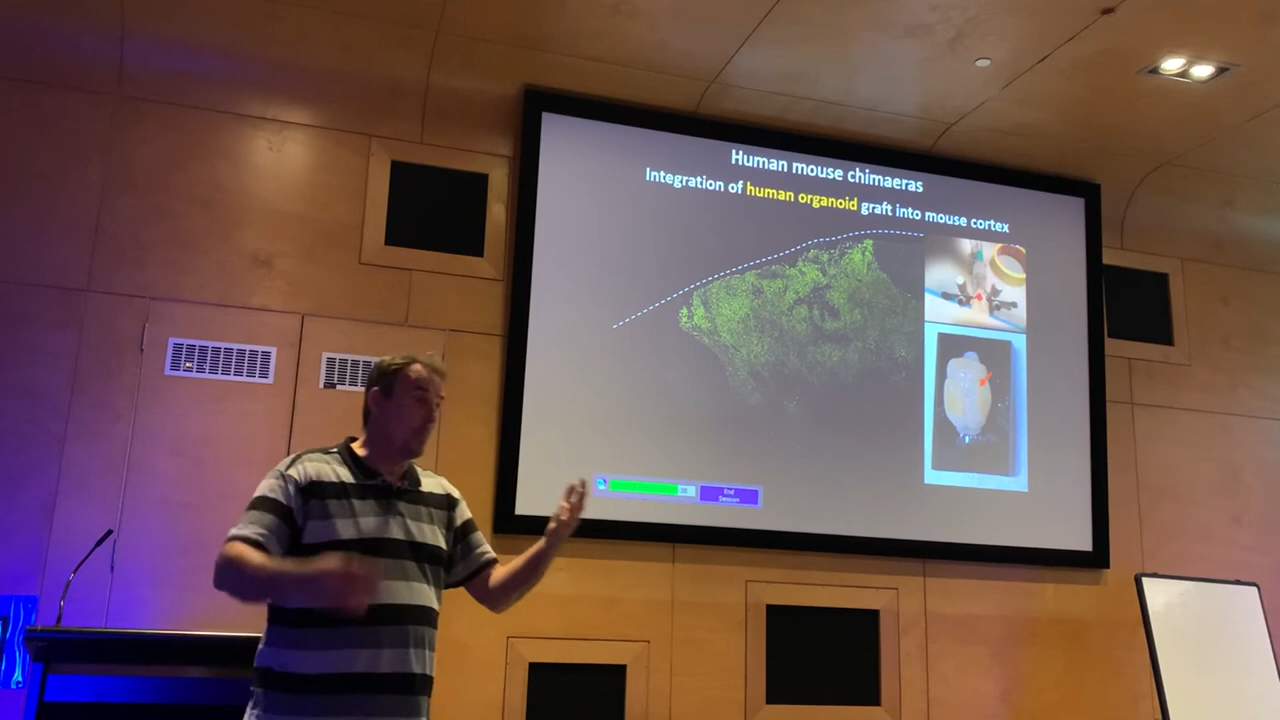 Human mouse chimaeras
Integration of human organoid graft into mouse cortex
End
Session